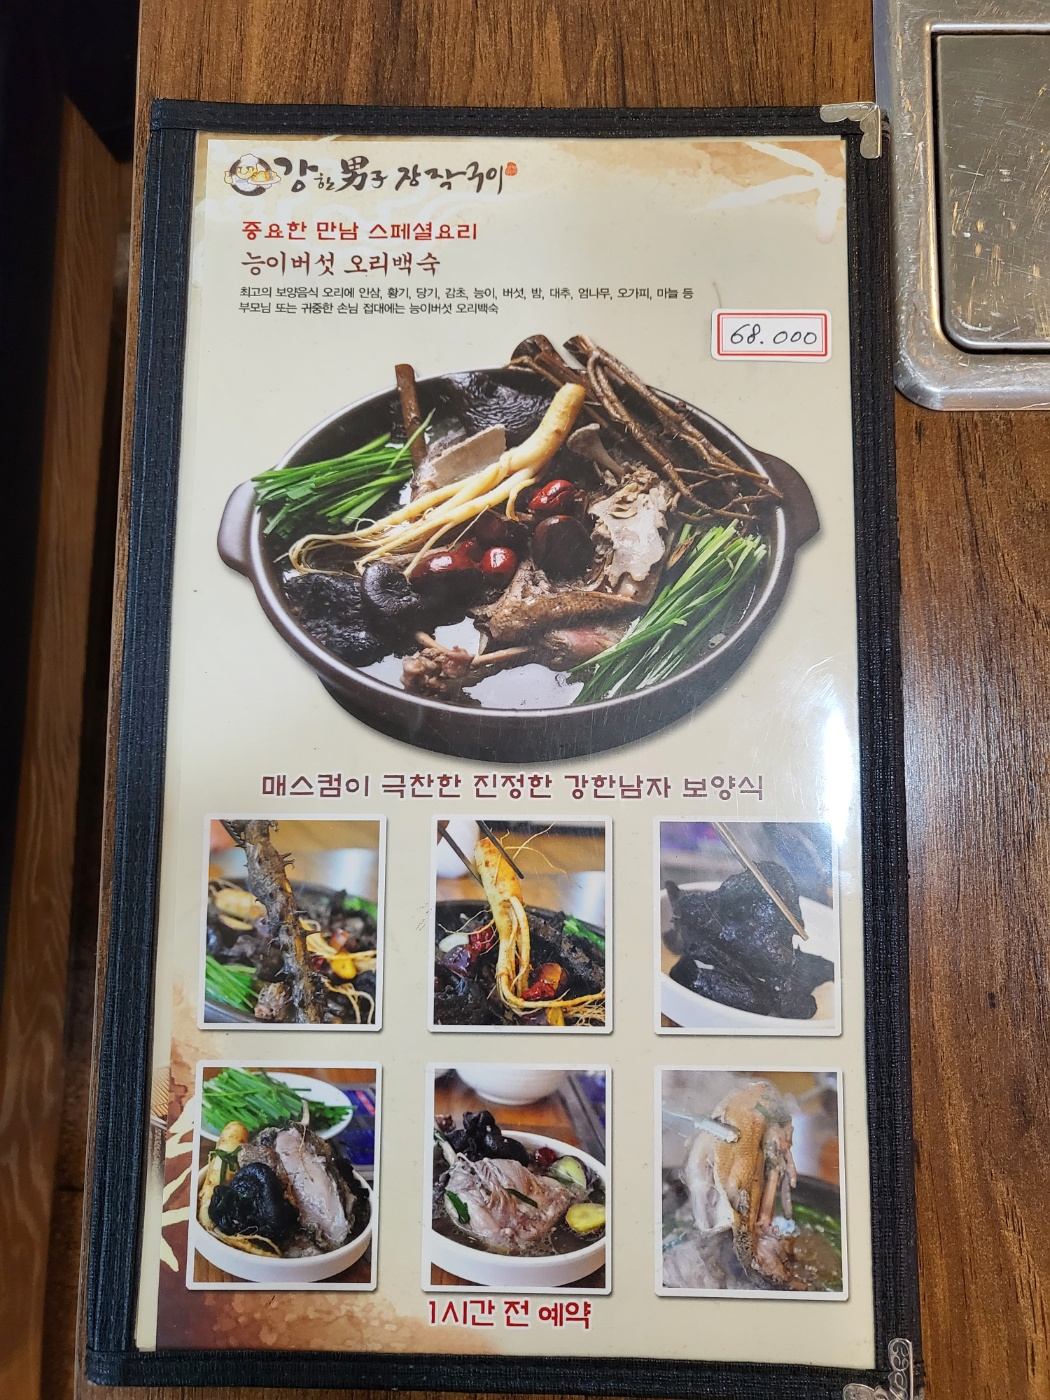 강한男子 장작구이
중요한 만남 스페셜요리
능이버섯 오리백숙
최고의 보양음식 오리에 인삼, 황기, 당기, 감초, 능이, 버섯, 밤, 대추, 엄나무, 오가피, 마늘 등
부모님 또는 귀중한 손님 접대에는 능이버섯 오리백숙
68.000
매스컴이 극찬한 진정한 강한남자 보양식
1시간 전 예약